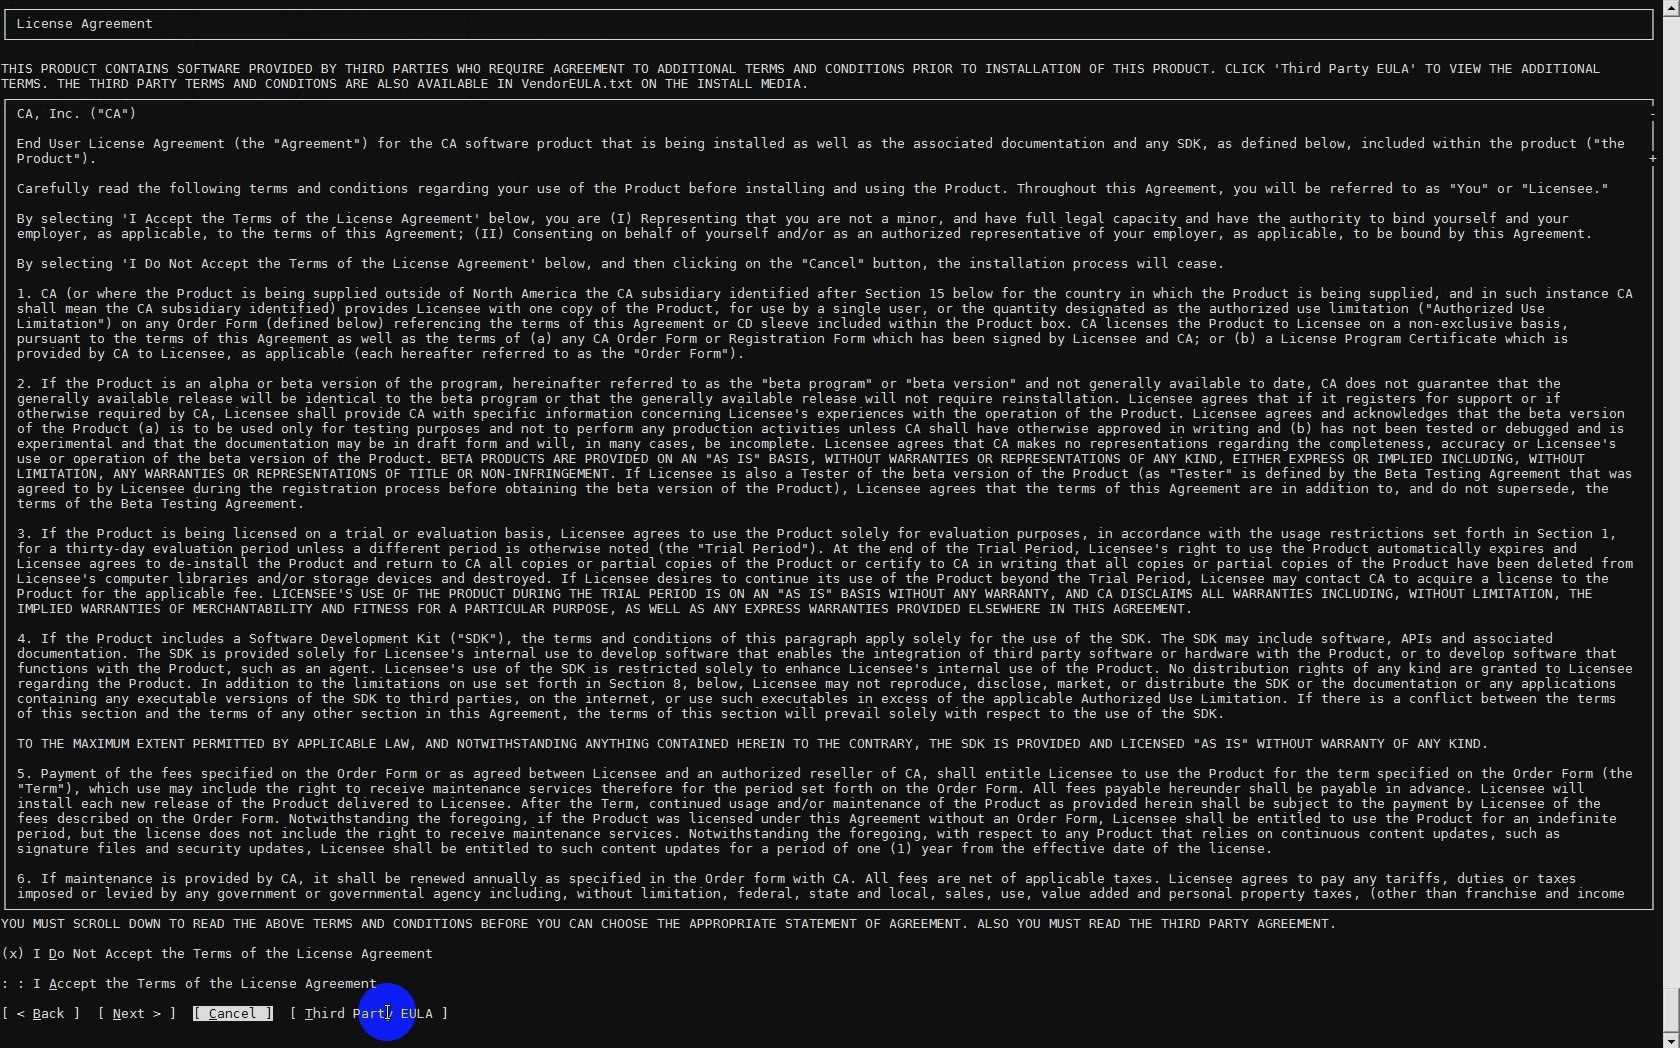 License Agreement
THIS PRODUCT CONTAINS SOFTWARE PROVIDED BY THIRD PARTIES WHO REQUIRE AGREEMENT TO ADDITIONAL TERMS AND CONDITIONS PRIOR TO INSTALLATION OF THIS PRODUCT. CLICK 'Third Party EULA' TO VIEW THE ADDITIONAL
TERMS. THE THIRD PARTY TERMS AND CONDITONS ARE ALSO AVAILABLE IN VendorEULA.txt ON THE INSTALL MEDIA.
CA, Inc. ("CA")
End User License Agreement (the "Agreement") for the CA software product that is being installed as well as the associated documentation and any SDK, as defined below, included within the product ("the
Product").
Carefully read the following terms and conditions regarding your use of the Product before installing and using the Product. Throughout this Agreement, you will be referred to as "You" or "Licensee."
By selecting 'I Accept the Terms of the License Agreement' below, you are (I) Representing that you are not a minor, and have full legal capacity and have the authority to bind yourself and your
employer, as applicable, to the terms of this Agreement; (II) Consenting on behalf of yourself and/or as an authorized representative of your employer, as applicable, to be bound by this Agreement.
By selecting 'I Do Not Accept the Terms of the License Agreement' below, and then clicking on the "Cancel" button, the installation process will cease.
1. CA (or where the Product is being supplied outside of North America the CA subsidiary identified after Section 15 below for the country in which the Product is being supplied, and in such instance CA
shall mean the CA subsidiary identified) provides Licensee with one copy of the Product, for use by a single user, or the quantity designated as the authorized use limitation ("Authorized Use
Limitation") on any Order Form (defined below) referencing the terms of this Agreement or CD sleeve included within the Product box. CA licenses the Product to Licensee on a non-exclusive basis,
pursuant to the terms of this Agreement as well as the terms of (a) any CA Order Form or Registration Form which has been signed by Licensee and CA; or (b) a License Program Certificate which is
provided by CA to Licensee, as applicable (each hereafter referred to as the "Order Form").
2. If the Product is an alpha or beta version of the program, hereinafter referred to as the "beta program" or "beta version" and not generally available to date, CA does not guarantee that the
generally available release will be identical to the beta program or that the generally available release will not require reinstallation. Licensee agrees that if it registers for support or if
otherwise required by CA, Licensee shall provide CA with specific information concerning Licensee's experiences with the operation of the Product. Licensee agrees and acknowledges that the beta version
of the Product (a) is to be used only for testing purposes and not to perform any production activities unless CA shall have otherwise approved in writing and (b) has not been tested or debugged and is
experimental and that the documentation may be in draft form and will, in many cases, be incomplete. Licensee agrees that CA makes no representations regarding the completeness, accuracy or Licensee's
use or operation of the beta version of the Product. BETA PRODUCTS ARE PROVIDED ON AN "AS IS" BASIS, WITHOUT WARRANTIES OR REPRESENTATIONS OF ANY KIND, EITHER EXPRESS OR IMPLIED INCLUDING, WITHOUT
LIMITATION, ANY WARRANTIES OR REPRESENTATIONS OF TITLE OR NON-INFRINGEMENT. If Licensee is also a Tester of the beta version of the Product (as "Tester" is defined by the Beta Testing Agreement that was
agreed to by Licensee during the registration process before obtaining the beta version of the Product), Licensee agrees that the terms of this Agreement are in addition to, and do not supersede, the
terms of the Beta Testing Agreement.
3. If the Product is being licensed on a trial or evaluation basis, Licensee agrees to use the Product solely for evaluation purposes, in accordance with the usage restrictions set forth in Section 1,
for a thirty-day evaluation period unless a different period is otherwise noted (the "Trial Period"). At the end of the Trial Period, Licensee's right to use the Product automatically expires and
Licensee agrees to de-install the Product and return to CA all copies or partial copies of the Product or certify to CA in writing that all copies or partial copies of the Product have been deleted from
Licensee's computer libraries and/or storage devices and destroyed. If Licensee desires to continue its use of the Product beyond the Trial Period, Licensee may contact CA to acquire a license to the
Product for the applicable fee. LICENSEE'S USE OF THE PRODUCT DURING THE TRIAL PERIOD IS ON AN "AS IS" BASIS WITHOUT ANY WARRANTY, AND CA DISCLAIMS ALL WARRANTIES INCLUDING, WITHOUT LIMITATION, THE
IMPLIED WARRANTIES OF MERCHANTABILITY AND FITNESS FOR A PARTICULAR PURPOSE, AS WELL AS ANY EXPRESS WARRANTIES PROVIDED ELSEWHERE IN THIS AGREEMENT.
4. If the Product includes a Software Development Kit ("SDK"), the terms and conditions of this paragraph apply solely for the use of the SDK. The SDK may include software, APIs and associated
documentation. The SDK is provided solely for Licensee's internal use to develop software that enables the integration of third party software or hardware with the Product, or to develop software that
functions with the Product, such as an agent. Licensee's use of the SDK is restricted solely to enhance Licensee's internal use of the Product. No distribution rights of any kind are granted to Licensee
regarding the Product. In addition to the limitations on use set forth in Section 8, below, Licensee may not reproduce, disclose, market, or distribute the SDK or the documentation or any applications
containing any executable versions of the SDK to third parties, on the internet, or use such executables in excess of the applicable Authorized Use Limitation. If there is a conflict between the terms
of this section and the terms of any other section in this Agreement, the terms of this section will prevail solely with respect to the use of the SDK.
TO THE MAXIMUM EXTENT PERMITTED BY APPLICABLE LAW, AND NOTWITHSTANDING ANYTHING CONTAINED HEREIN TO THE CONTRARY, THE SDK IS PROVIDED AND LICENSED "AS IS" WITHOUT WARRANTY OF ANY KIND.
5. Payment of the fees specified on the Order Form or as agreed between Licensee and an authorized reseller of CA, shall entitle Licensee to use the Product for the term specified on the Order Form (the
"Term"), which use may include the right to receive maintenance services therefore for the period set forth on the Order Form. All fees payable hereunder shall be payable in advance. Licensee will
install each new release of the Product delivered to Licensee. After the Term, continued usage and/or maintenance of the Product as provided herein shall be subject to the payment by Licensee of the
fees described on the Order Form. Notwithstanding the foregoing, if the Product was licensed under this Agreement without an Order Form, Licensee shall be entitled to use the Product for an indefinite
period, but the license does not include the right to receive maintenance services. Notwithstanding the foregoing, with respect to any Product that relies on continuous content updates, such as
signature files and security updates, Licensee shall be entitled to such content updates for a period of one (1) year from the effective date of the license.
6. If maintenance is provided by CA, it shall be renewed annually as specified in the Order form with CA. All fees are net of applicable taxes. Licensee agrees to pay any tariffs, duties or taxes
imposed or levied by any government or governmental agency including, without limitation, federal, state and local, sales, use, value added and personal property taxes, (other than franchise and income
YOU MUST SCROLL DOWN TO READ THE ABOVE TERMS AND CONDITIONS BEFORE YOU CAN CHOOSE THE APPROPRIATE STATEMENT OF AGREEMENT. ALSO YOU MUST READ THE THIRD PARTY AGREEMENT.
(x) I Do Not Accept the Terms of the License Agreement
: : I Accept the Terms of the License Agreement
[ < Back ] [ Next > ] [ Cancel ] [ Third Party EULA ]